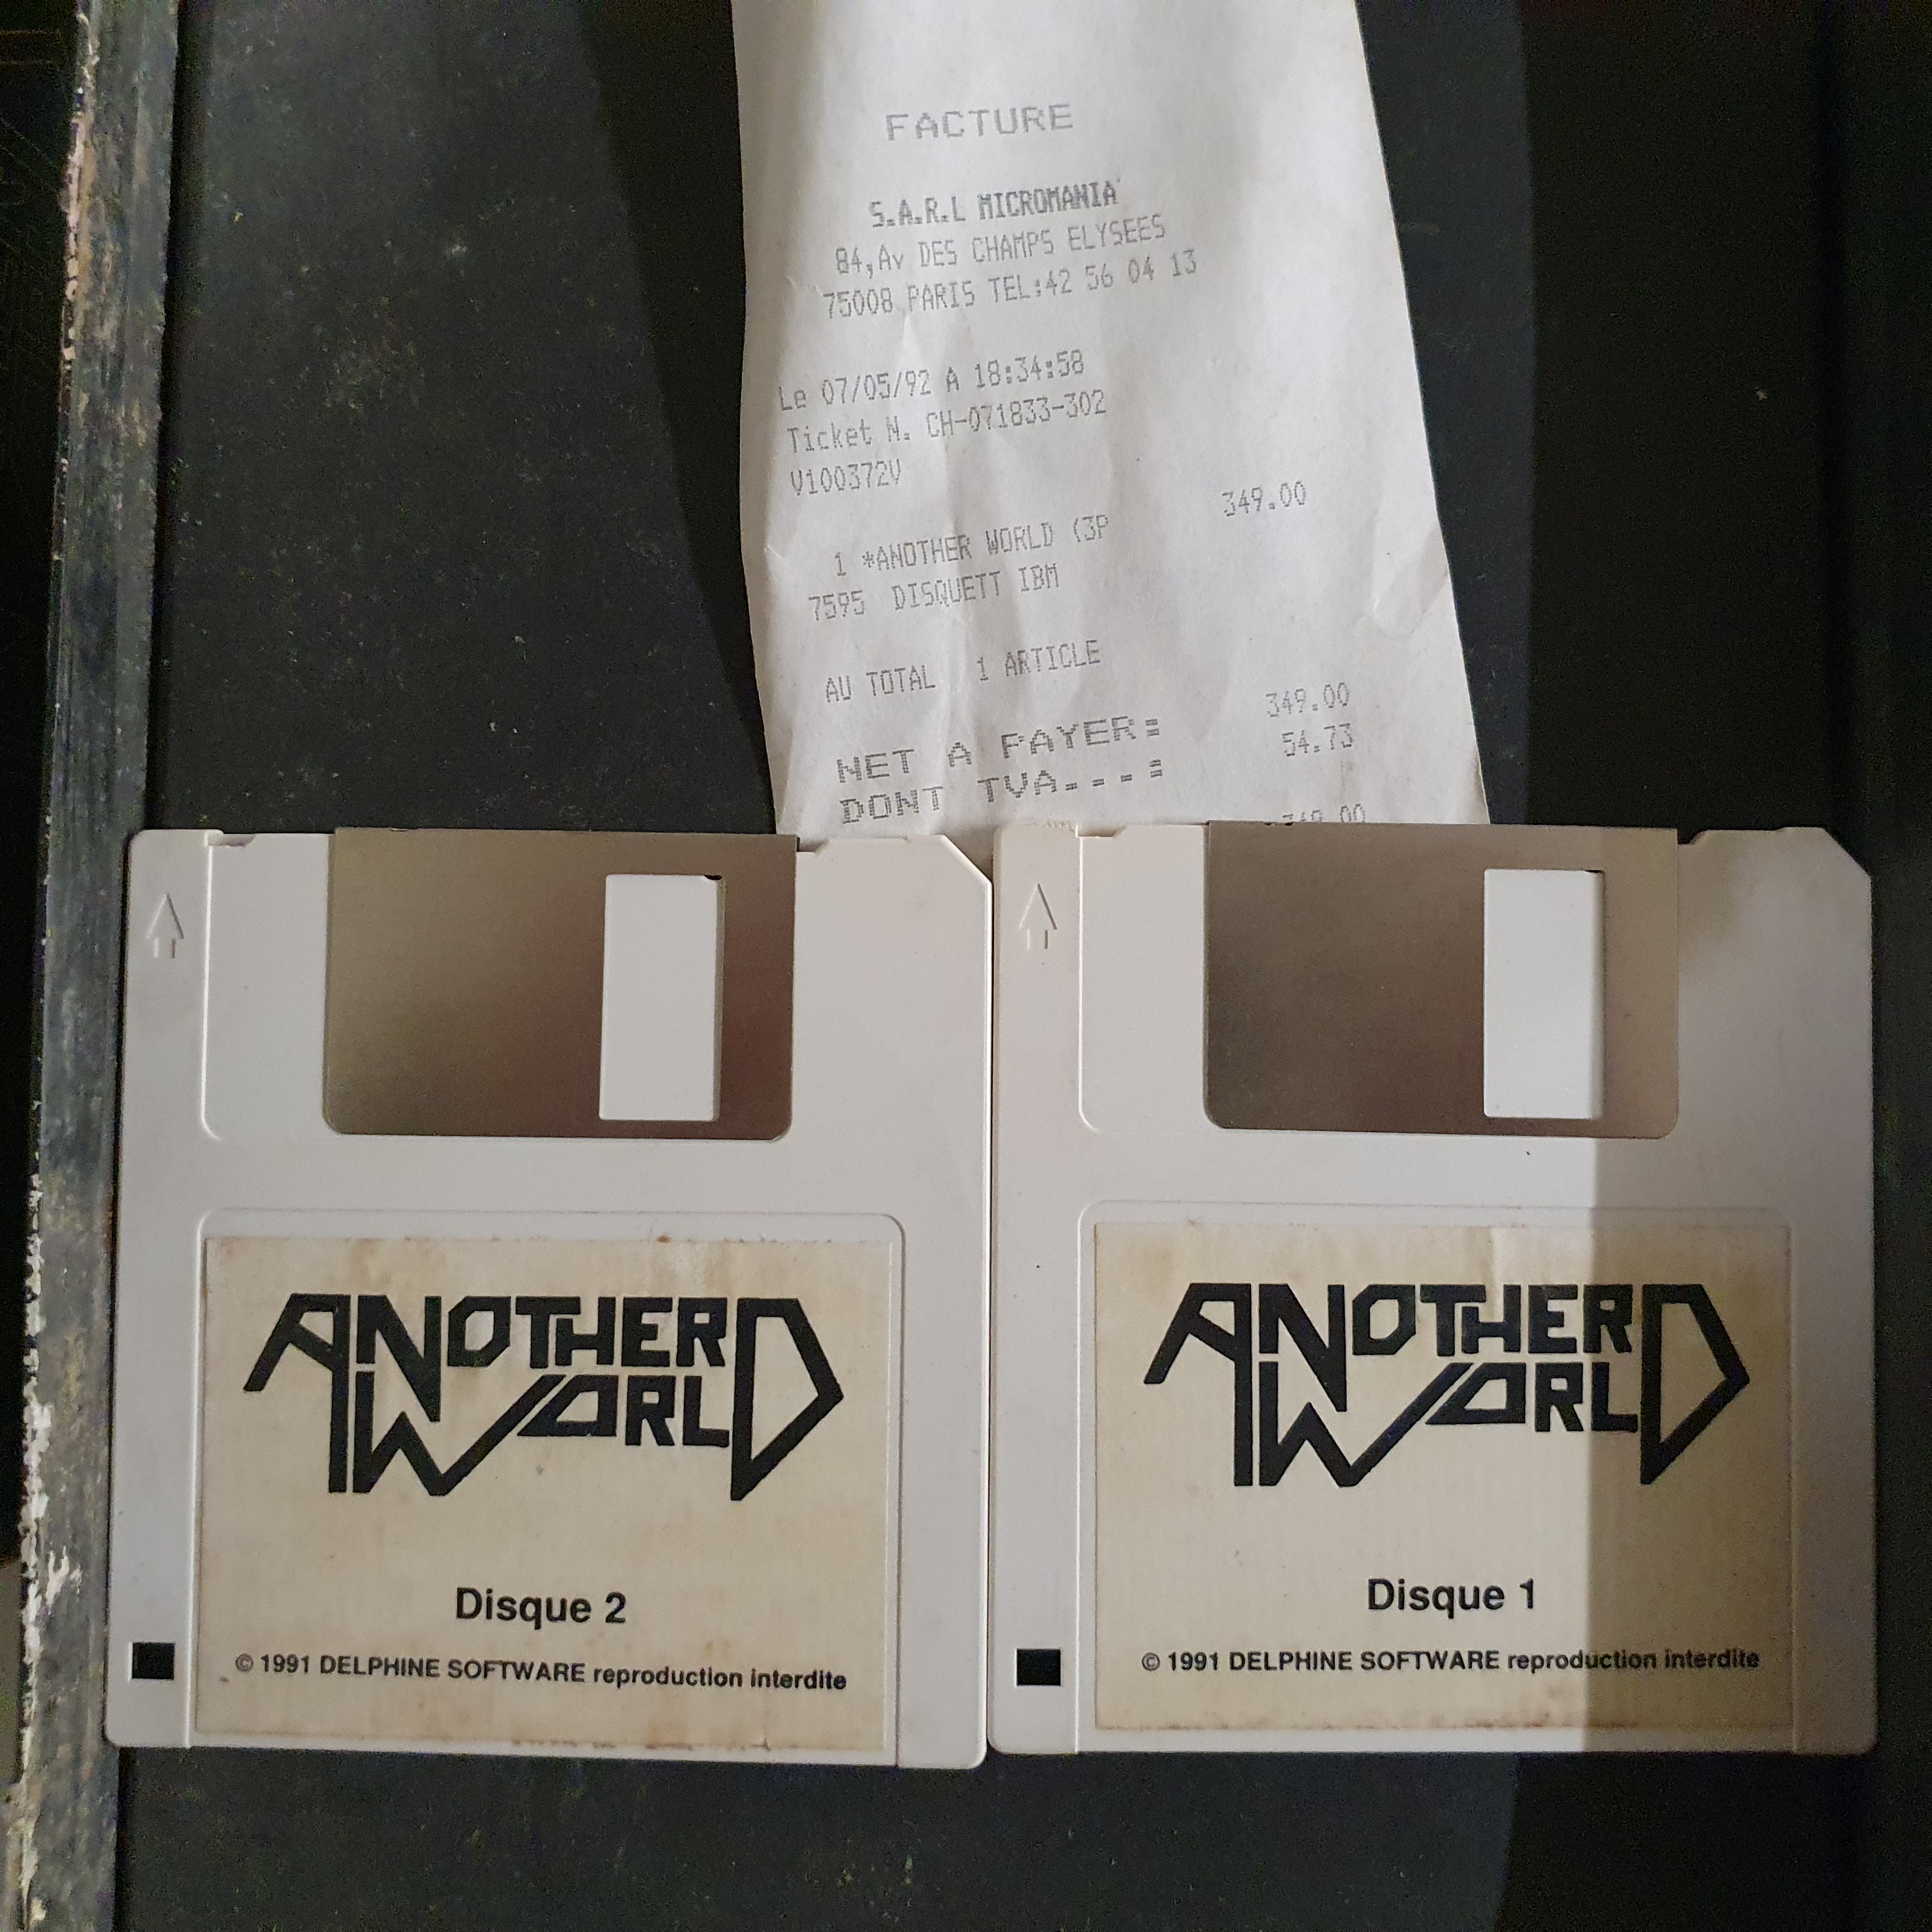 FACTURE
S.A.R.L MICROMANIA
84,Av DES CHAMPS ELYSEES
75008 PARIS TEL:42 56 04 13
Le 07/05/92 A 18:34:58
Ticket N. CH-071833-302
V100372V
1 *ANOTHER WORLD (3P 349.00
7595 DISQUETT IBM
AU TOTAL 1 ARTICLE
NET A PAYER: 349.00
DONT TVA...: 54.73
ANOTHER
WORLD
Disque 2
© 1991 DELPHINE SOFTWARE reproduction interdite
ANOTHER
WORLD
Disque 1
© 1991 DELPHINE SOFTWARE reproduction interdite